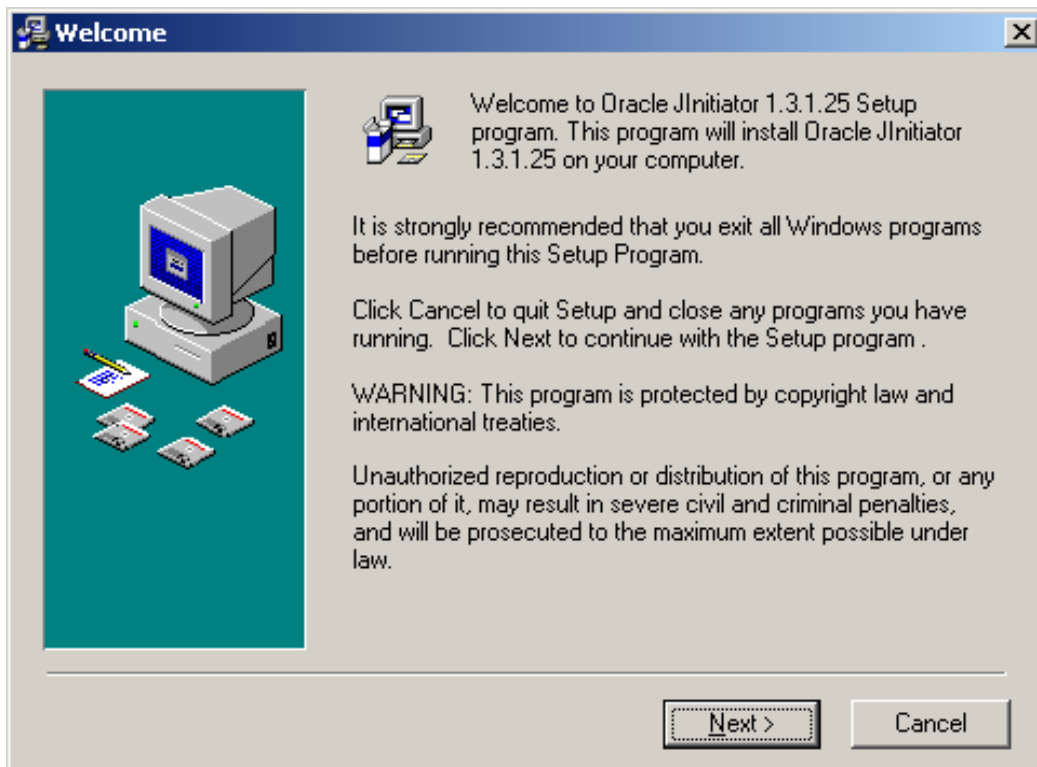 Welcome
Welcome to Oracle JInitiator 1.3.1.25 Setup
program. This program will install Oracle JInitiator
1.3.1.25 on your computer.
It is strongly recommended that you exit all Windows programs
before running this Setup Program.
Click Cancel to quit Setup and close any programs you have
running.  Click Next to continue with the Setup program .
WARNING: This program is protected by copyright law and
international treaties.
Unauthorized reproduction or distribution of this program, or any
portion of it, may result in severe civil and criminal penalties,
and will be prosecuted to the maximum extent possible under
law.
Next >
Cancel